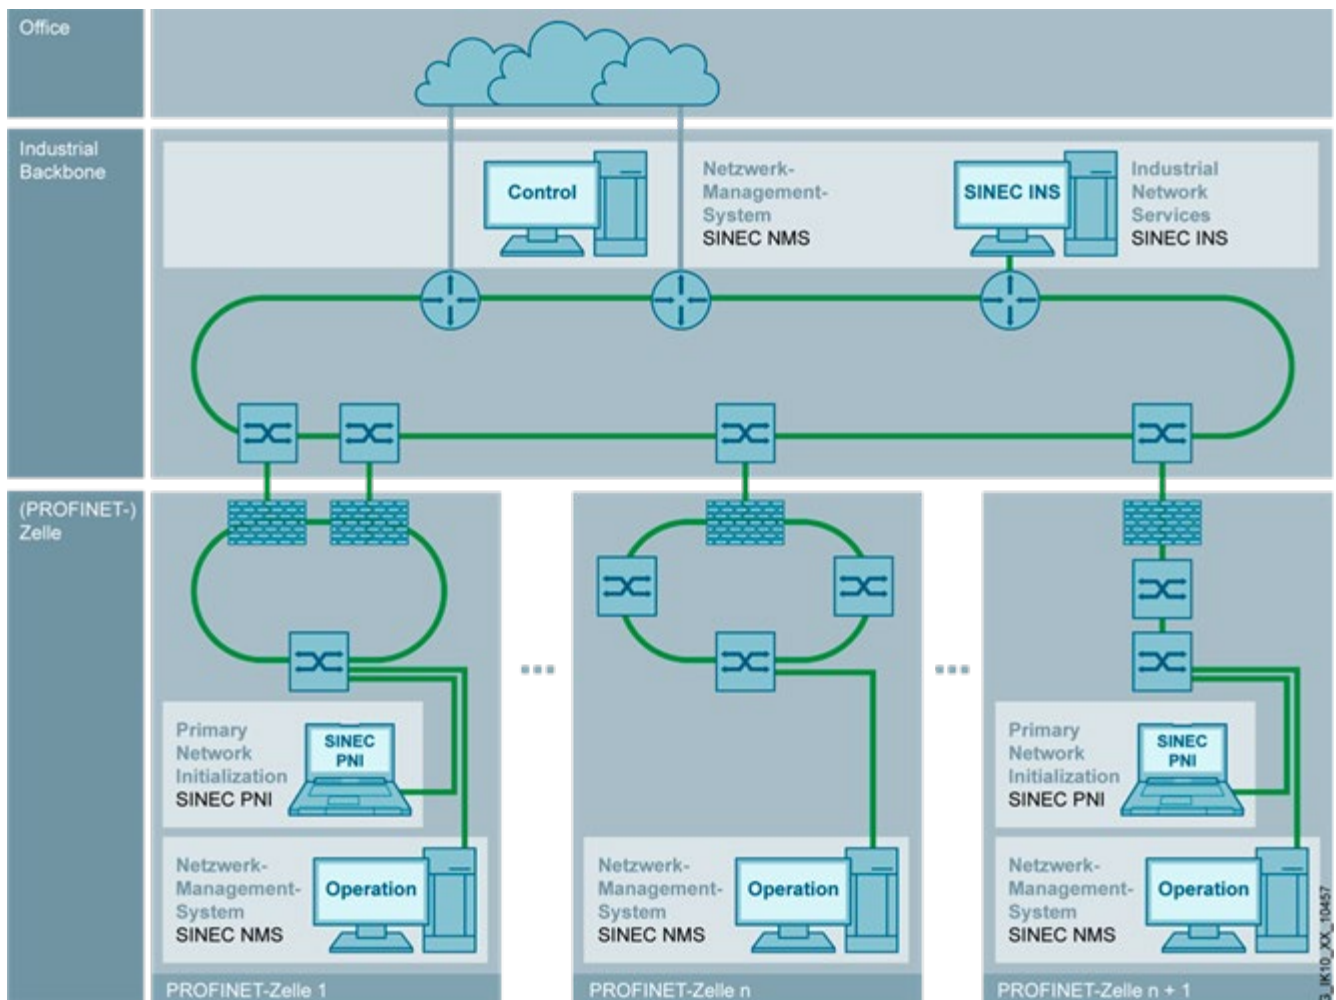 Office
Industrial
Backbone
Control
Netzwerk-
Management-
System
SINEC NMS
SINEC INS
Industrial
Network
Services
SINEC INS
(PROFINET-)
Zelle
Primary
Network
Initialization
SINEC PNI
SINEC
PNI
Netzwerk-
Management-
System
SINEC NMS
Operation
PROFINET-Zelle 1
Netzwerk-
Management-
System
SINEC NMS
Operation
PROFINET-Zelle n
Primary
Network
Initialization
SINEC PNI
SINEC
PNI
Netzwerk-
Management-
System
SINEC NMS
Operation
PROFINET-Zelle n + 1
_IK10_XX_10457